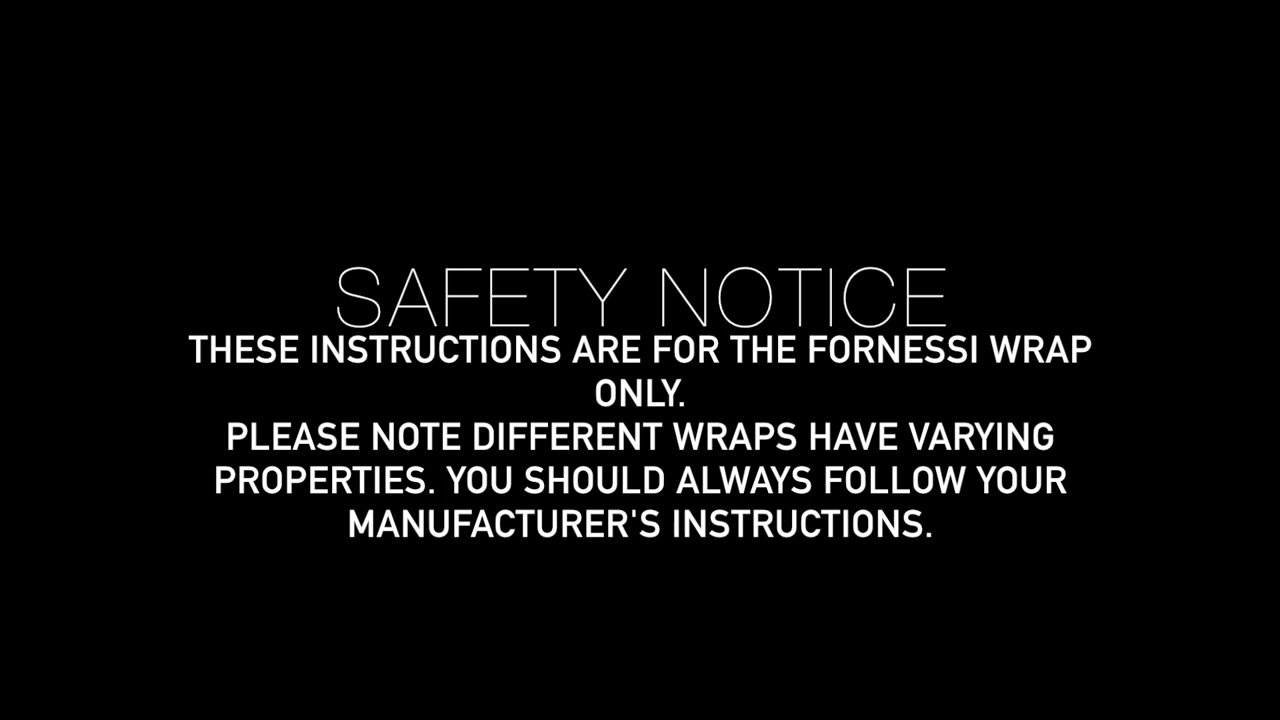 SAFETY NOTICE
THESE INSTRUCTIONS ARE FOR THE FORNESSI WRAP
ONLY.
PLEASE NOTE DIFFERENT WRAPS HAVE VARYING
PROPERTIES. YOU SHOULD ALWAYS FOLLOW YOUR
MANUFACTURER'S INSTRUCTIONS.